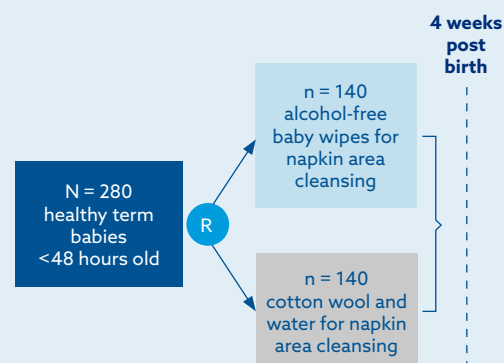 4 weeks
post
birth
n = 140
alcohol-free
baby wipes for
napkin area
cleansing
N = 280
healthy term
babies
<48 hours old
R
n = 140
cotton wool and
water for napkin
area cleansing